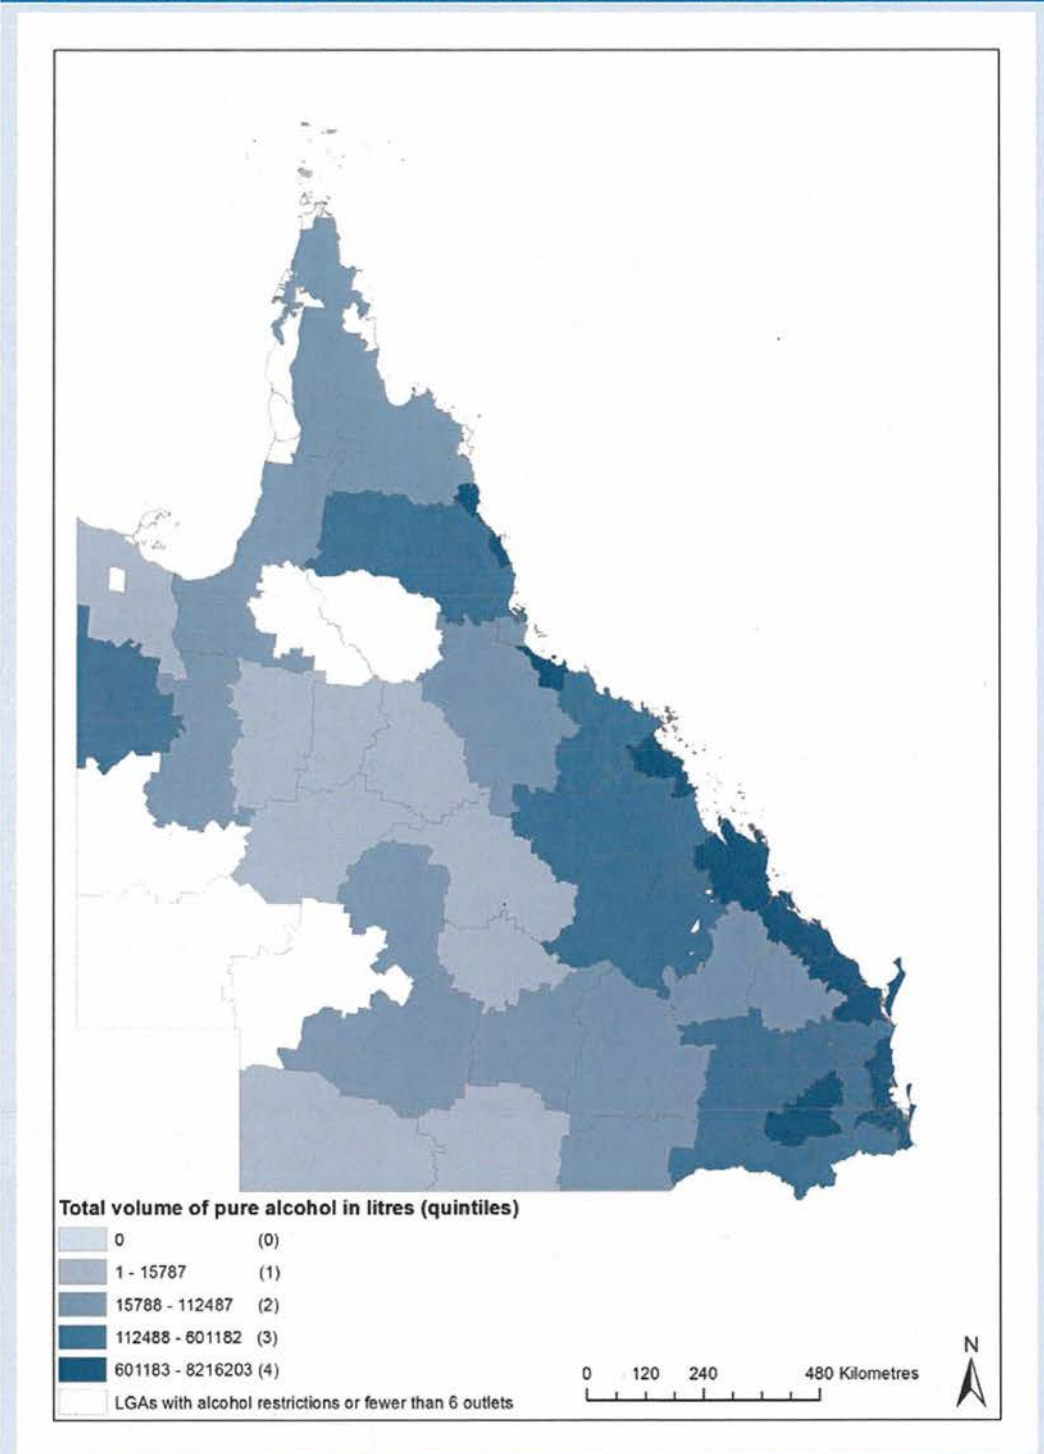 Total volume of pure alcohol in litres (quintiles)
0 (0)
1 - 15787 (1)
15788 - 112487 (2)
112488 - 601182 (3)
601183 - 8216203 (4)
LGAs with alcohol restrictions or fewer than 6 outlets
0 120 240 480 Kilometres
N